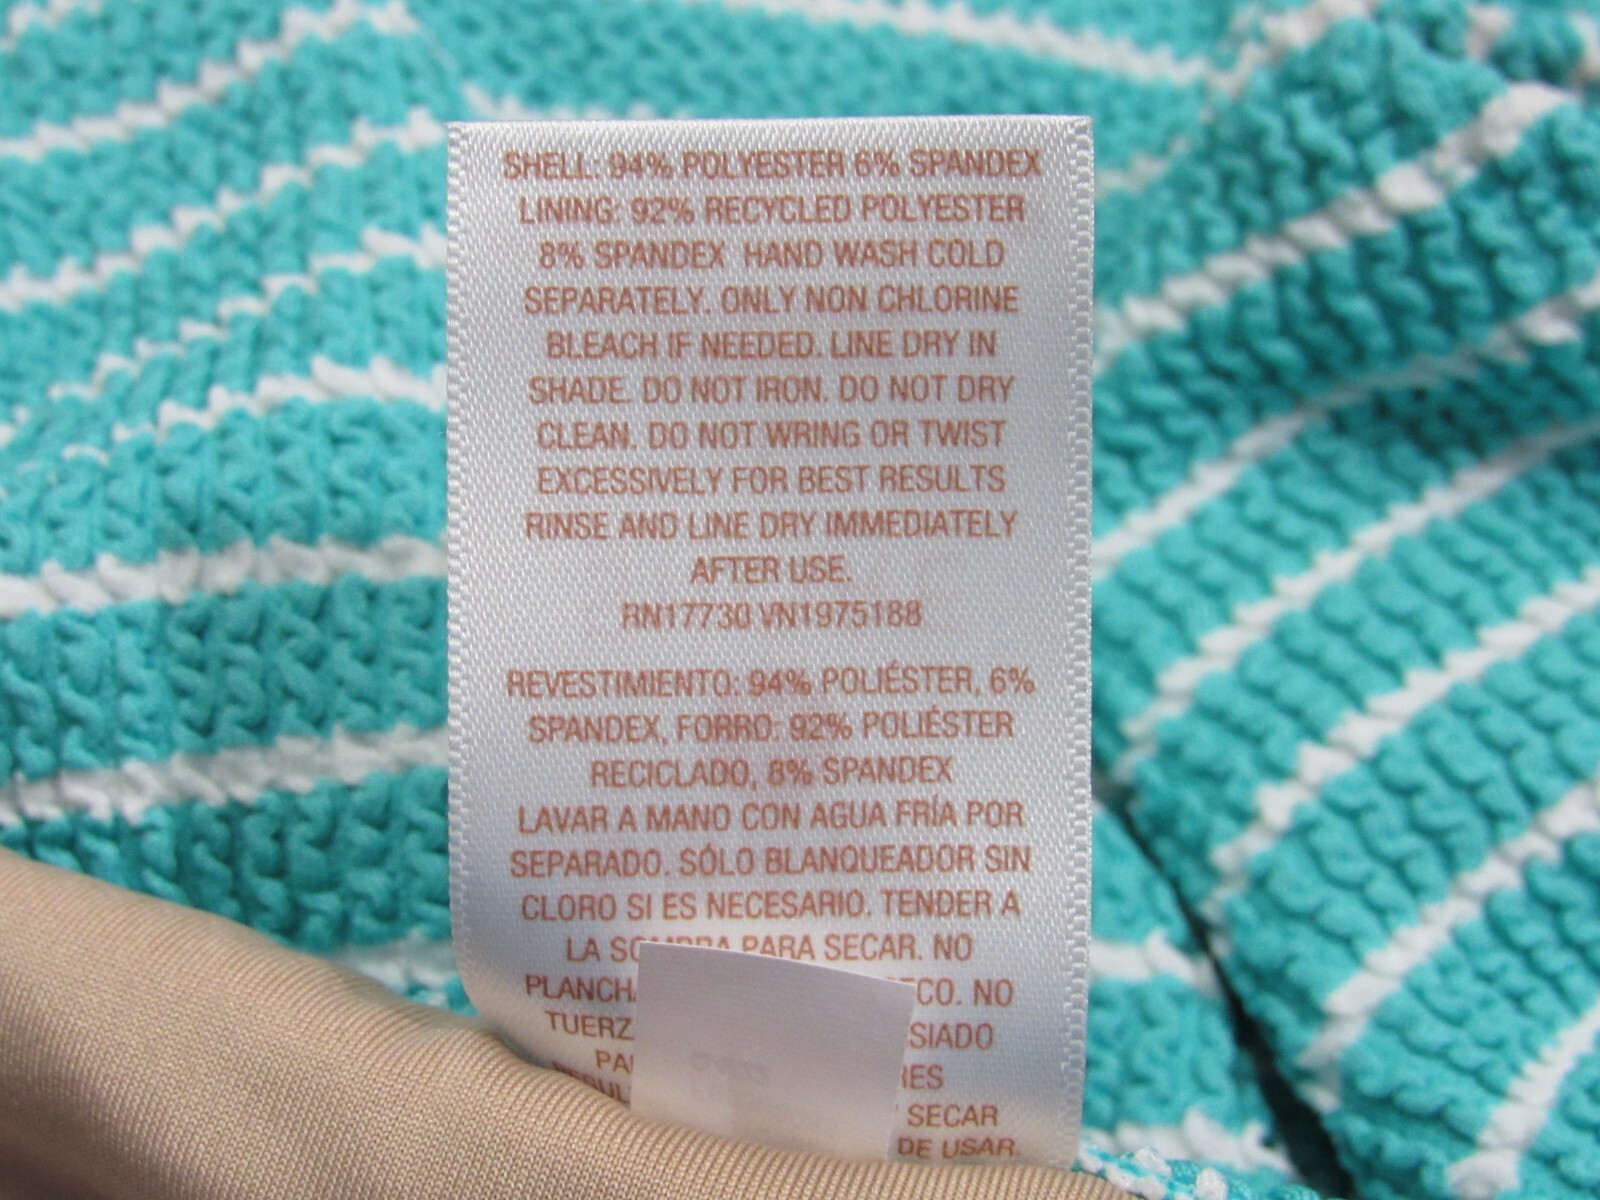 SHELL: 94% POLYESTER 6% SPANDEX
LINING: 92% RECYCLED POLYESTER
8% SPANDEX HAND WASH COLD
SEPARATELY. ONLY NON CHLORINE
BLEACH IF NEEDED. LINE DRY IN
SHADE. DO NOT IRON. DO NOT DRY
CLEAN. DO NOT WRING OR TWIST
EXCESSIVELY FOR BEST RESULTS
RINSE AND LINE DRY IMMEDIATELY
AFTER USE.
RN17730 VN1975188
REVESTIMIENTO: 94% POLIÉSTER, 6%
SPANDEX, FORRO: 92% POLIÉSTER
RECICLADO, 8% SPANDEX
LAVAR A MANO CON AGUA FRÍA POR
SEPARADO. SÓLO BLANQUEADOR SIN
CLORO SI ES NECESARIO. TENDER A
LA SOMBRA PARA SECAR. NO
NO
SECAR
DE USAR.